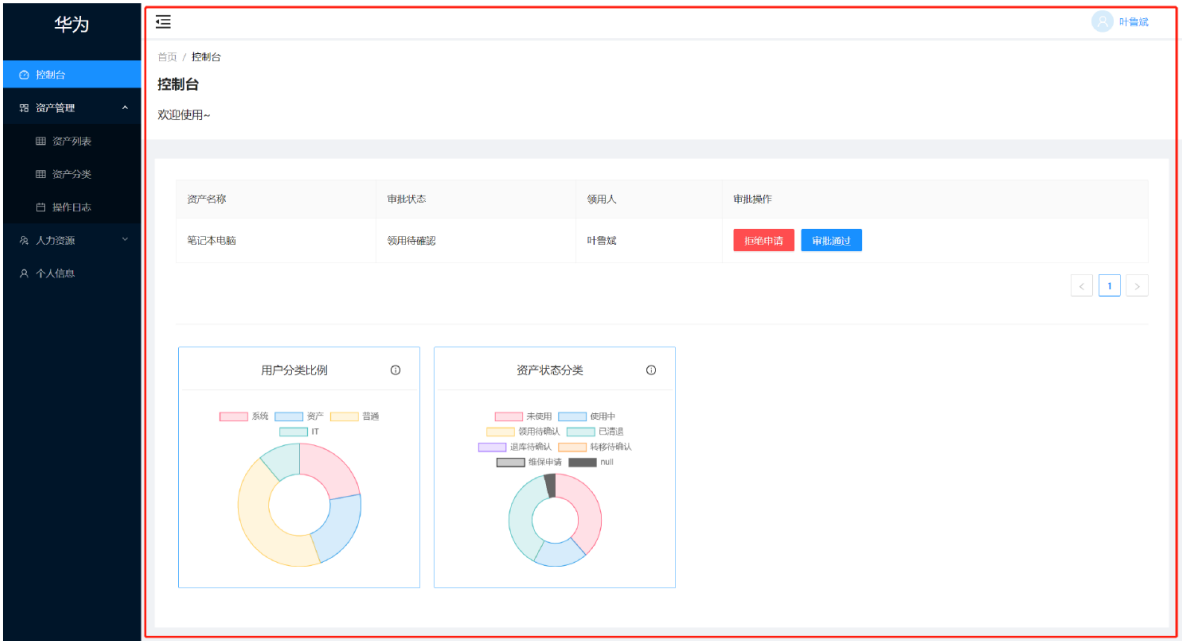 华为
控制台
资产管理
资产列表
资产分类
操作日志
人力资源
个人信息
叶鲁斌
首页 / 控制台
控制台
欢迎使用~
资产名称 审批状态 领用人 审批操作
笔记本电脑 领用待确认 叶鲁斌 拒绝申请 审批通过
< 1 >
用户分类比例
系统 资产 普通
IT
资产状态分类
未使用 使用中
领用待确认 已清退
退库待确认 转移待确认
维保申请 null